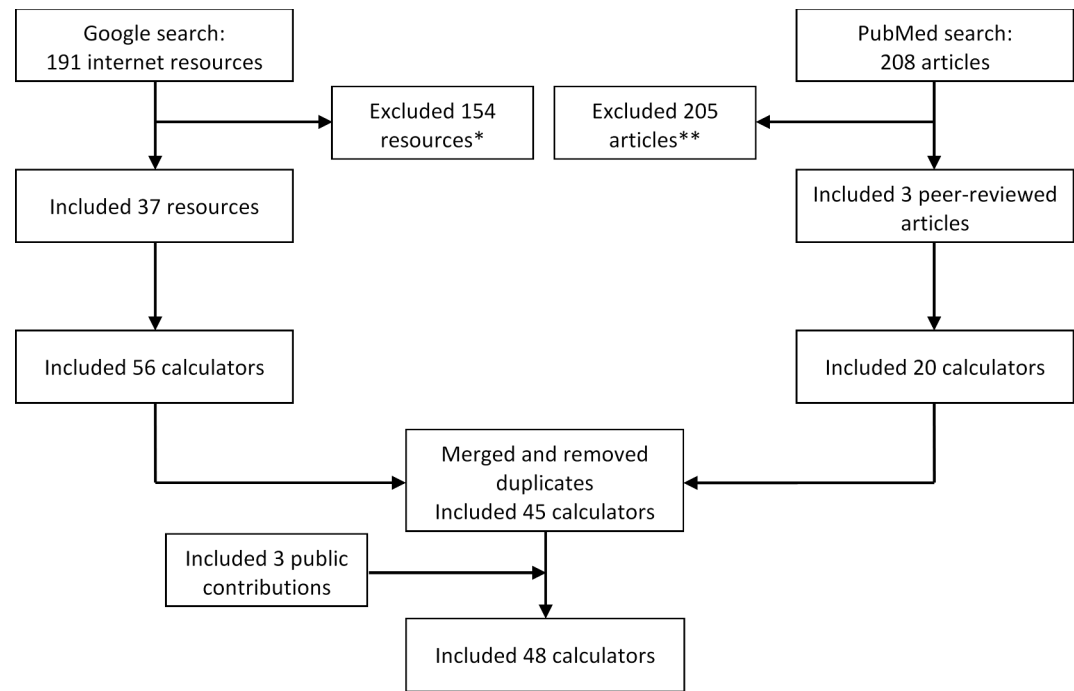 Google search:
191 internet resources
PubMed search:
208 articles
Excluded 154
resources*
Excluded 205
articles**
Included 37 resources
Included 3 peer-reviewed
articles
Included 56 calculators
Included 20 calculators
Merged and removed
duplicates
Included 45 calculators
Included 3 public
contributions
Included 48 calculators